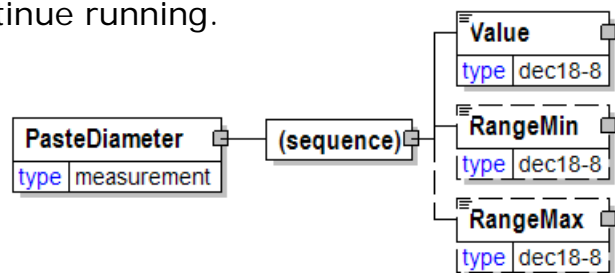 tinue running.
Value
type dec18-8
RangeMin
type dec18-8
PasteDiameter
type measurement
(sequence)
RangeMax
type dec18-8